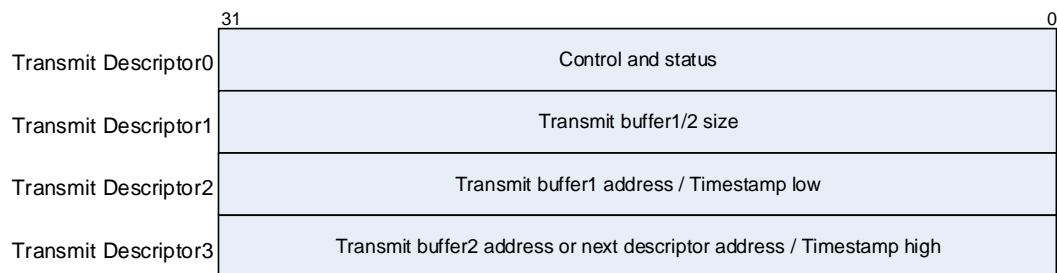 31 0
Transmit Descriptor0 Control and status
Transmit Descriptor1 Transmit buffer1/2 size
Transmit Descriptor2 Transmit buffer1 address / Timestamp low
Transmit Descriptor3 Transmit buffer2 address or next descriptor address / Timestamp high